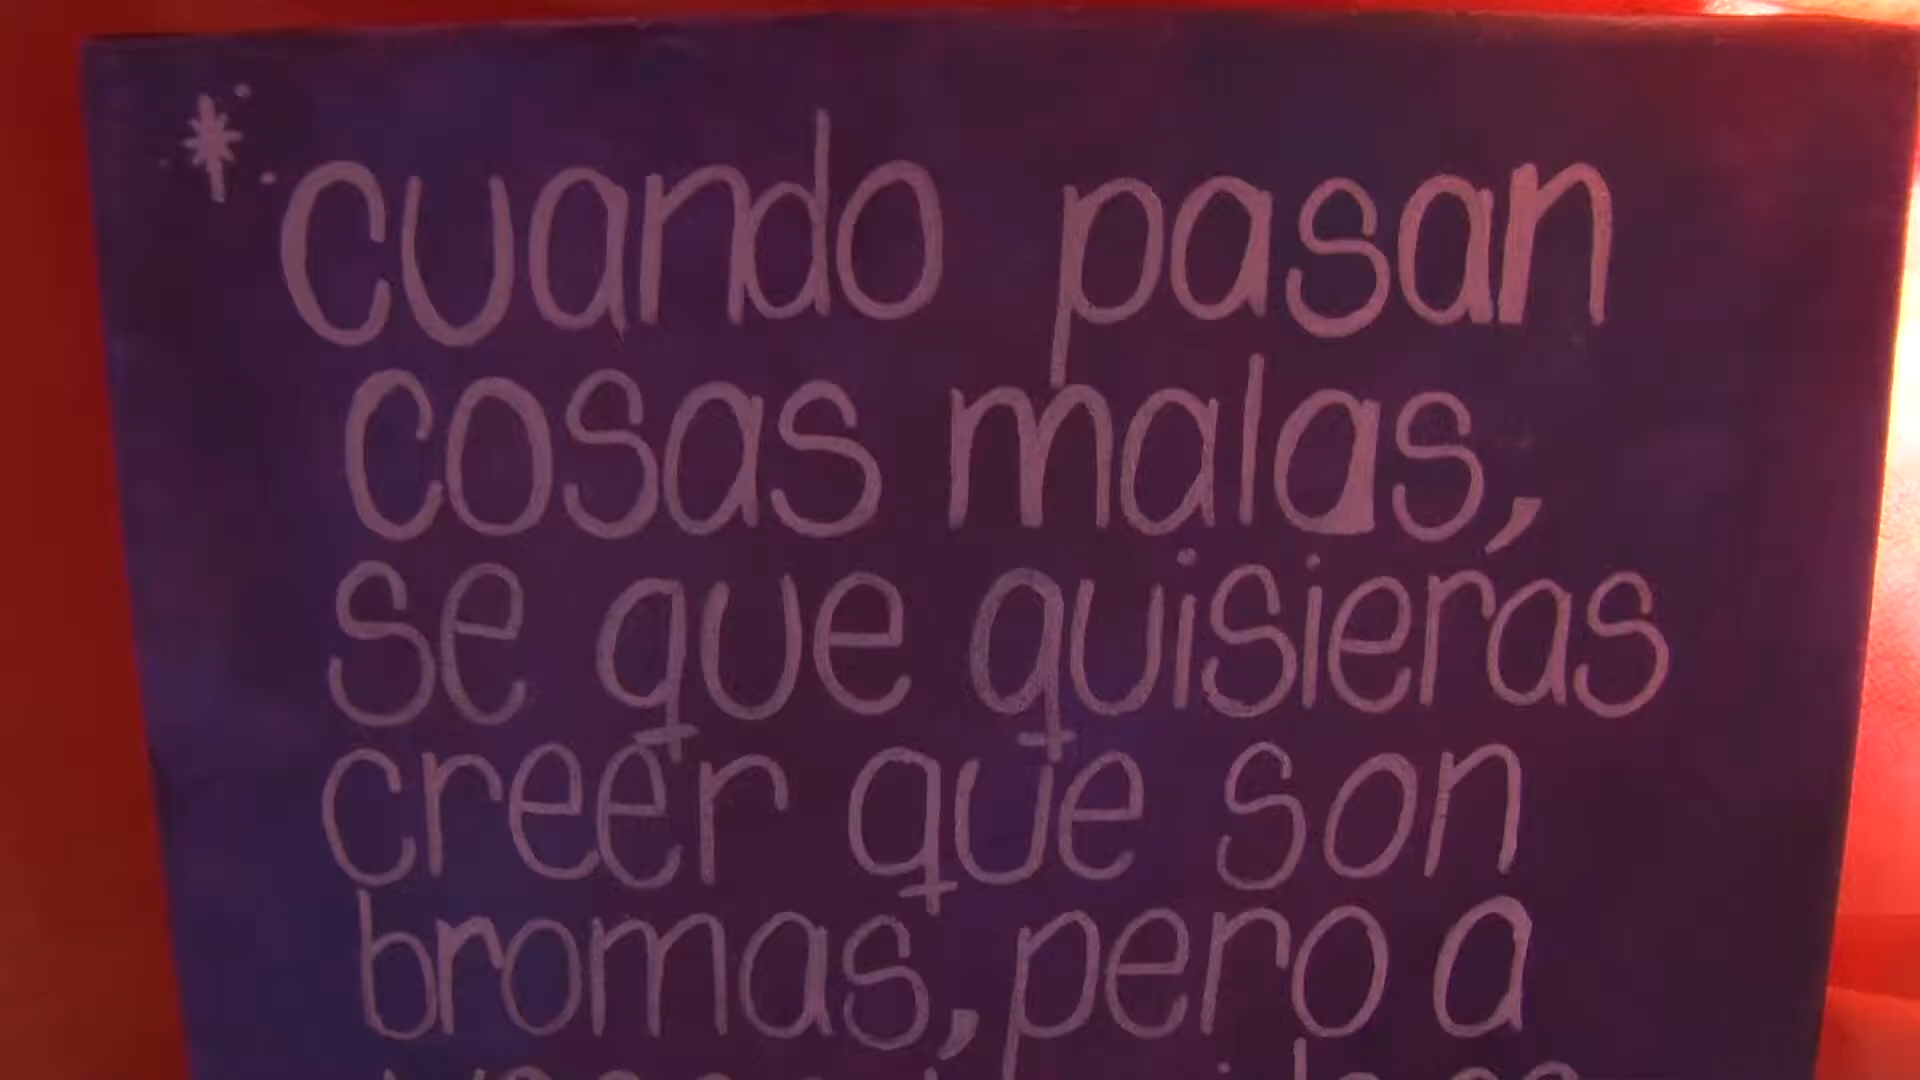 cuando pasan
cosas malas,
se que quisieras
creer que son
bromas, pero a